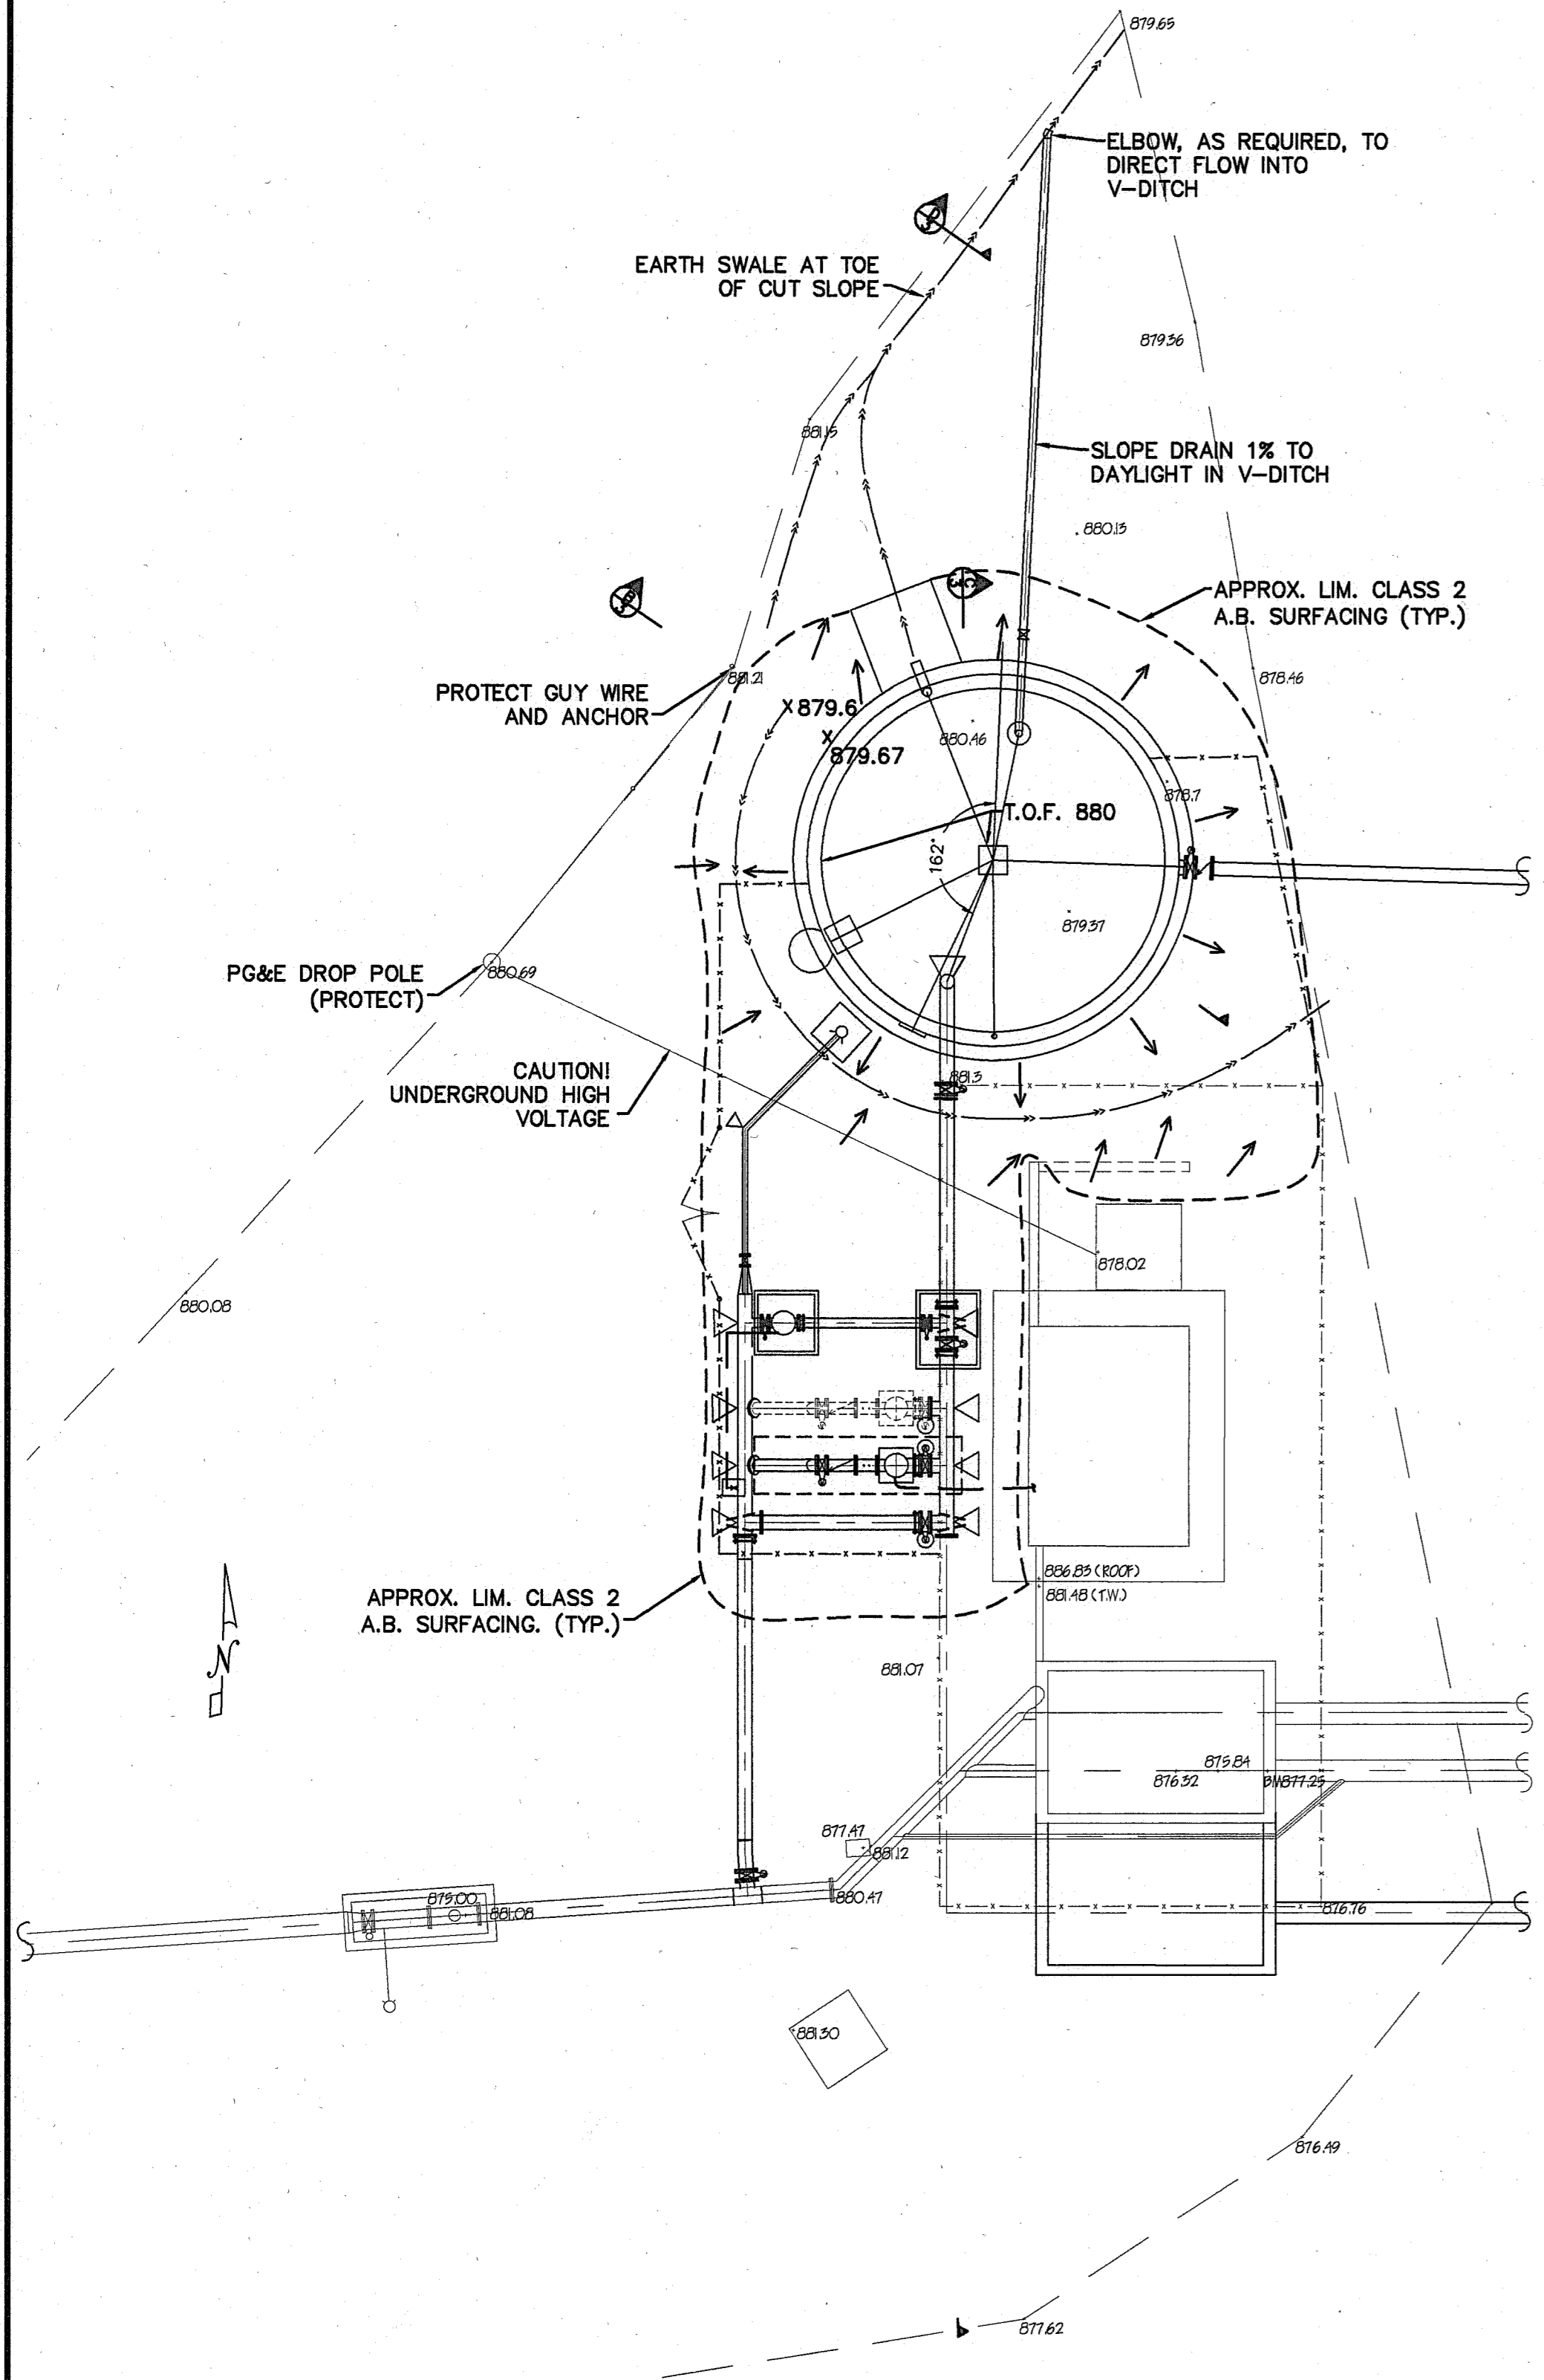 879.65
ELBOW, AS REQUIRED, TO
DIRECT FLOW INTO
V-DITCH
EARTH SWALE AT TOE
OF CUT SLOPE
879.36
881.15
SLOPE DRAIN 1% TO
DAYLIGHT IN V-DITCH
880.13
C
3
APPROX. LIM. CLASS 2
A.B. SURFACING (TYP.)
881.21
878.46
PROTECT GUY WIRE
AND ANCHOR
X 879.6
X
879.67
880.46
878.7
T.O.F. 880
162°
879.37
PG&E DROP POLE
(PROTECT)
880.69
CAUTION!
UNDERGROUND HIGH
VOLTAGE
881.3
878.02
880.08
886.83 (ROOF)
881.48 (T.W.)
APPROX. LIM. CLASS 2
A.B. SURFACING. (TYP.)
N
881.07
875.84
876.32
BM877.25
877.47
881.12
875.00
881.08
880.47
876.76
881.30
876.49
877.62